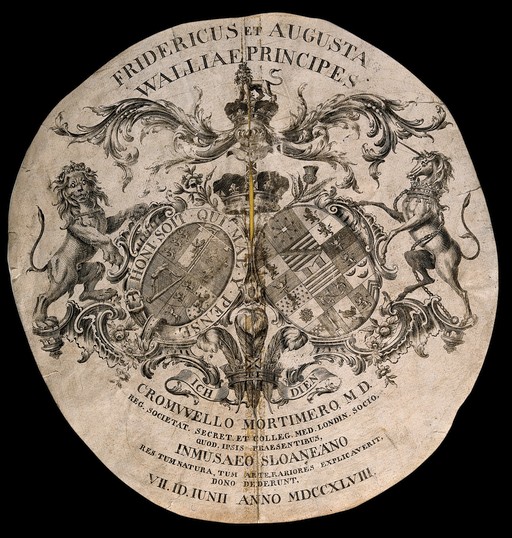 FRIDERICUS ET AUGUSTA
WALLIAE PRINCIPES
HONI SOIT QUI MAL Y PENSE
ICH DIEN
CROMVVELLO MORTIMERO M.D.
REG. SOCIETAT. SECRET. ET COLLEG. MED. LONDIN. SOCIO.
QUOD, IPSIS PRAESENTIBUS,
IN MUSAEO SLOANEANO
RES TUM NATURA, TUM ARTE, RARIORES EXPLICAVERIT.
DONO DEDERUNT.
VII. ID. IUNII ANNO MDCCXLVIII.